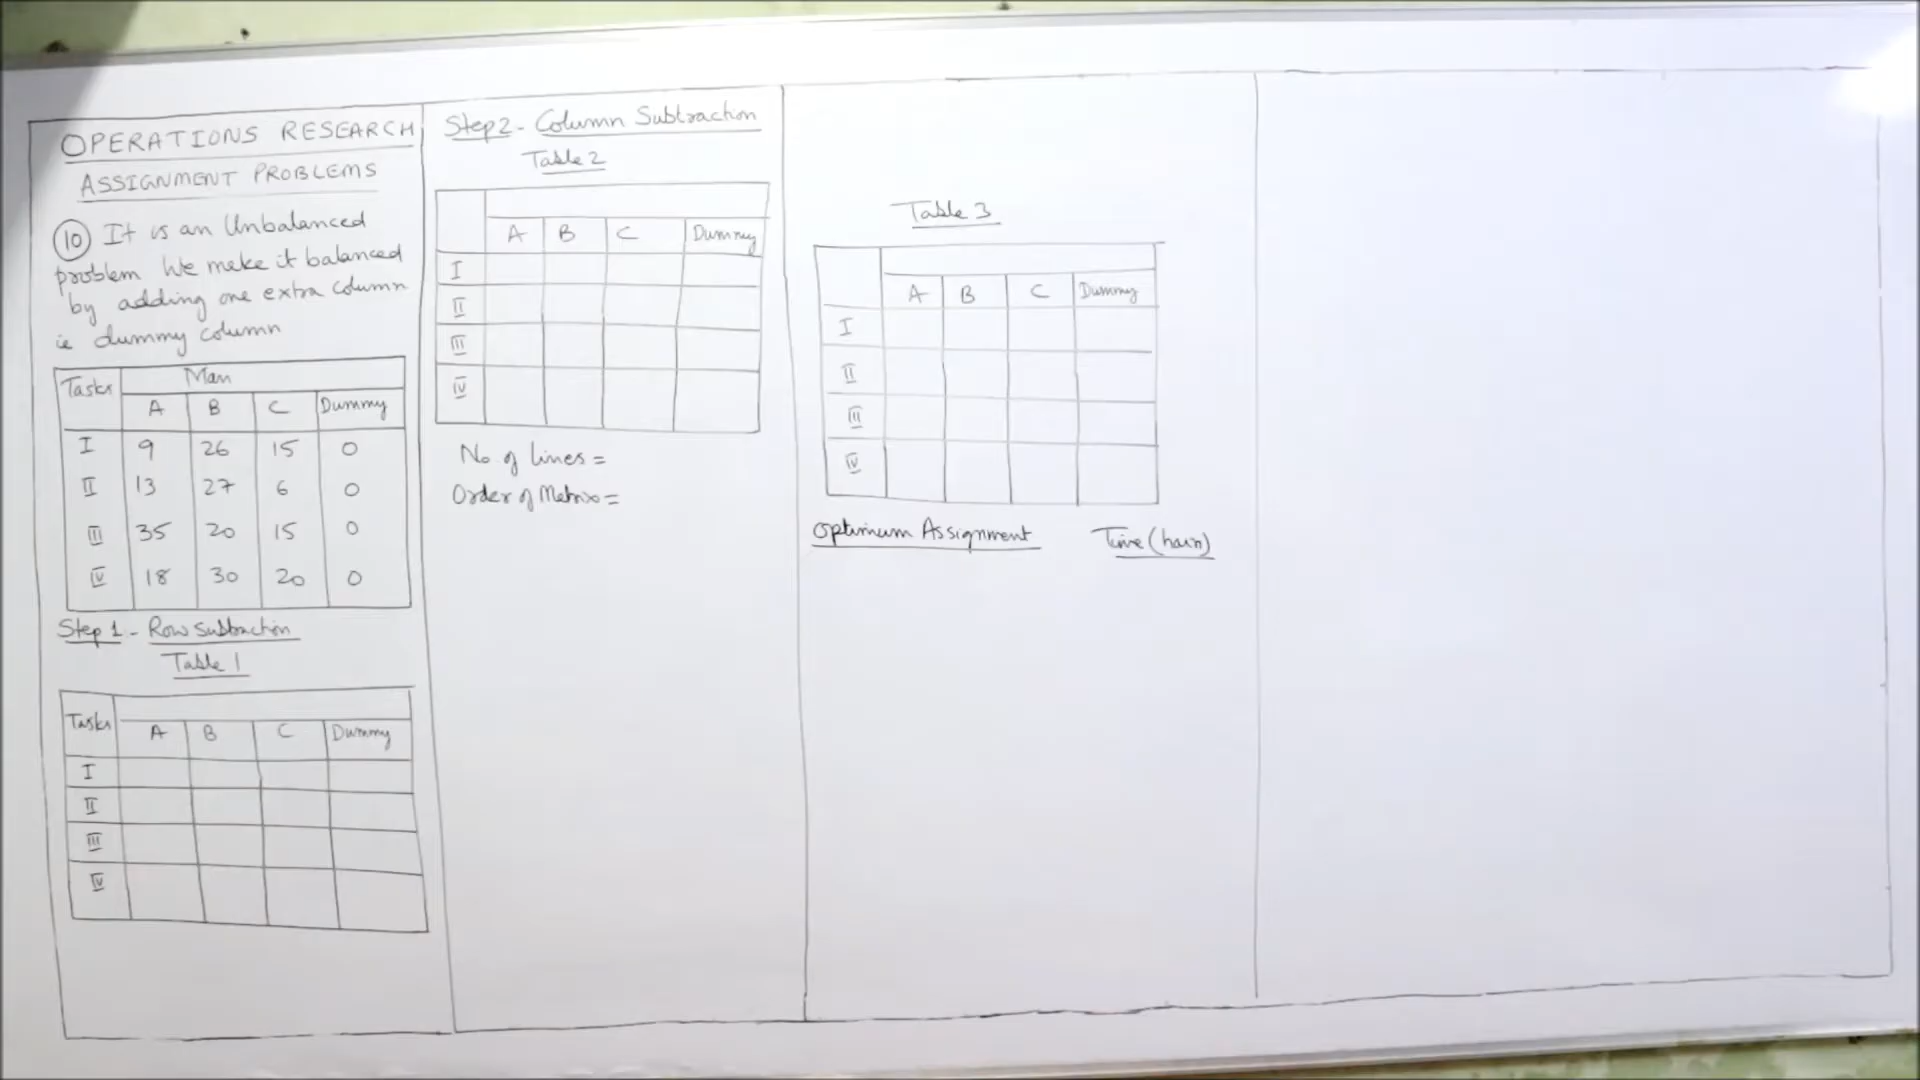 OPERATIONS RESEARCH
ASSIGNMENT PROBLEMS
10 It is an Unbalanced
problem We make it balanced
by adding one extra column
ie dummy column
Tasks Man
A B C Dummy
I 9 26 15 0
II 13 27 6 0
III 35 20 15 0
IV 18 30 20 0
Step 1 - Row Subtraction
Table 1
Tasks
A B C Dummy
I
II
III
IV
Step 2 - Column Subtraction
Table 2
A B C Dummy
I
II
III
IV
No. of Lines =
Order of Matrix =
Table 3
A B C Dummy
I
II
III
IV
Optimum Assignment Time (